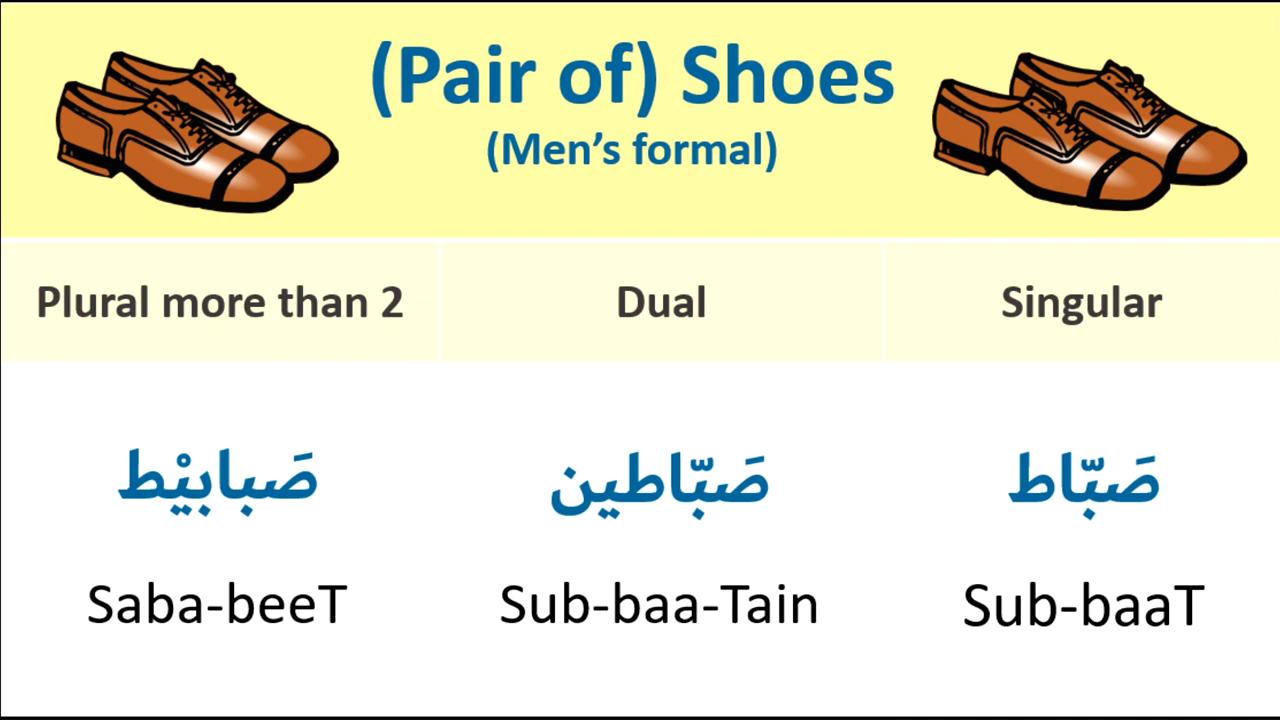 (Pair of) Shoes
(Men’s formal)
Plural more than 2
Dual
Singular
صَبابيْط
صَبّاطين
صَبّاط
Saba-beeT
Sub-baa-Tain
Sub-baaT